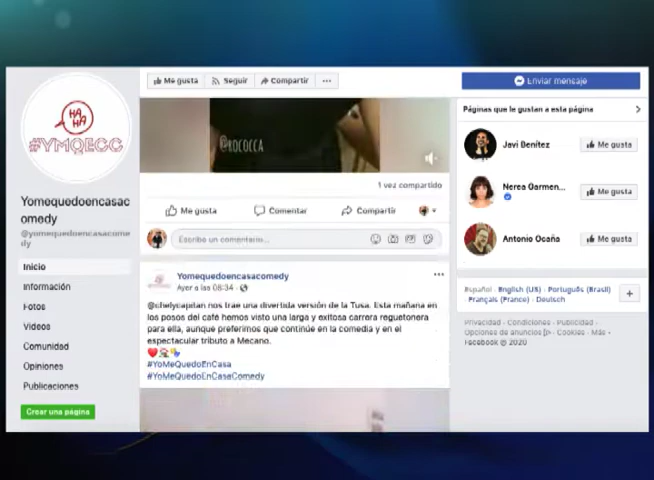 Me gusta
Seguir
Compartir
Enviar mensaje
HA
HA
#YMQECC
@ROCOCCA
1 vez compartido
Páginas que le gustan a esta página
Javi Benítez
Me gusta
Nerea Garmen...
Me gusta
Antonio Ocaña
Me gusta
Yomequedoencasac
omedy
@yomequedoencasacome
dy
Me gusta
Comentar
Compartir
Escribe un comentario...
Inicio
Información
Fotos
Videos
Comunidad
Opiniones
Publicaciones
Crear una página
Yomequedoencasacomedy
Ayer a las 08:34
@chelycapitan nos trae una divertida versión de la Tusa. Esta mañana en
los posos del café hemos visto una larga y exitosa carrera reguetonera
para ella, aunque preferimos que continúe en la comedia y en el
espectacular tributo a Mecano.
#YoMeQuedoEnCasa
#YoMeQuedoEnCasaComedy
Español · English (US) · Português (Brasil)
· Français (France) · Deutsch
Privacidad · Condiciones · Publicidad ·
Opciones de anuncios · Cookies · Más ·
Facebook © 2020